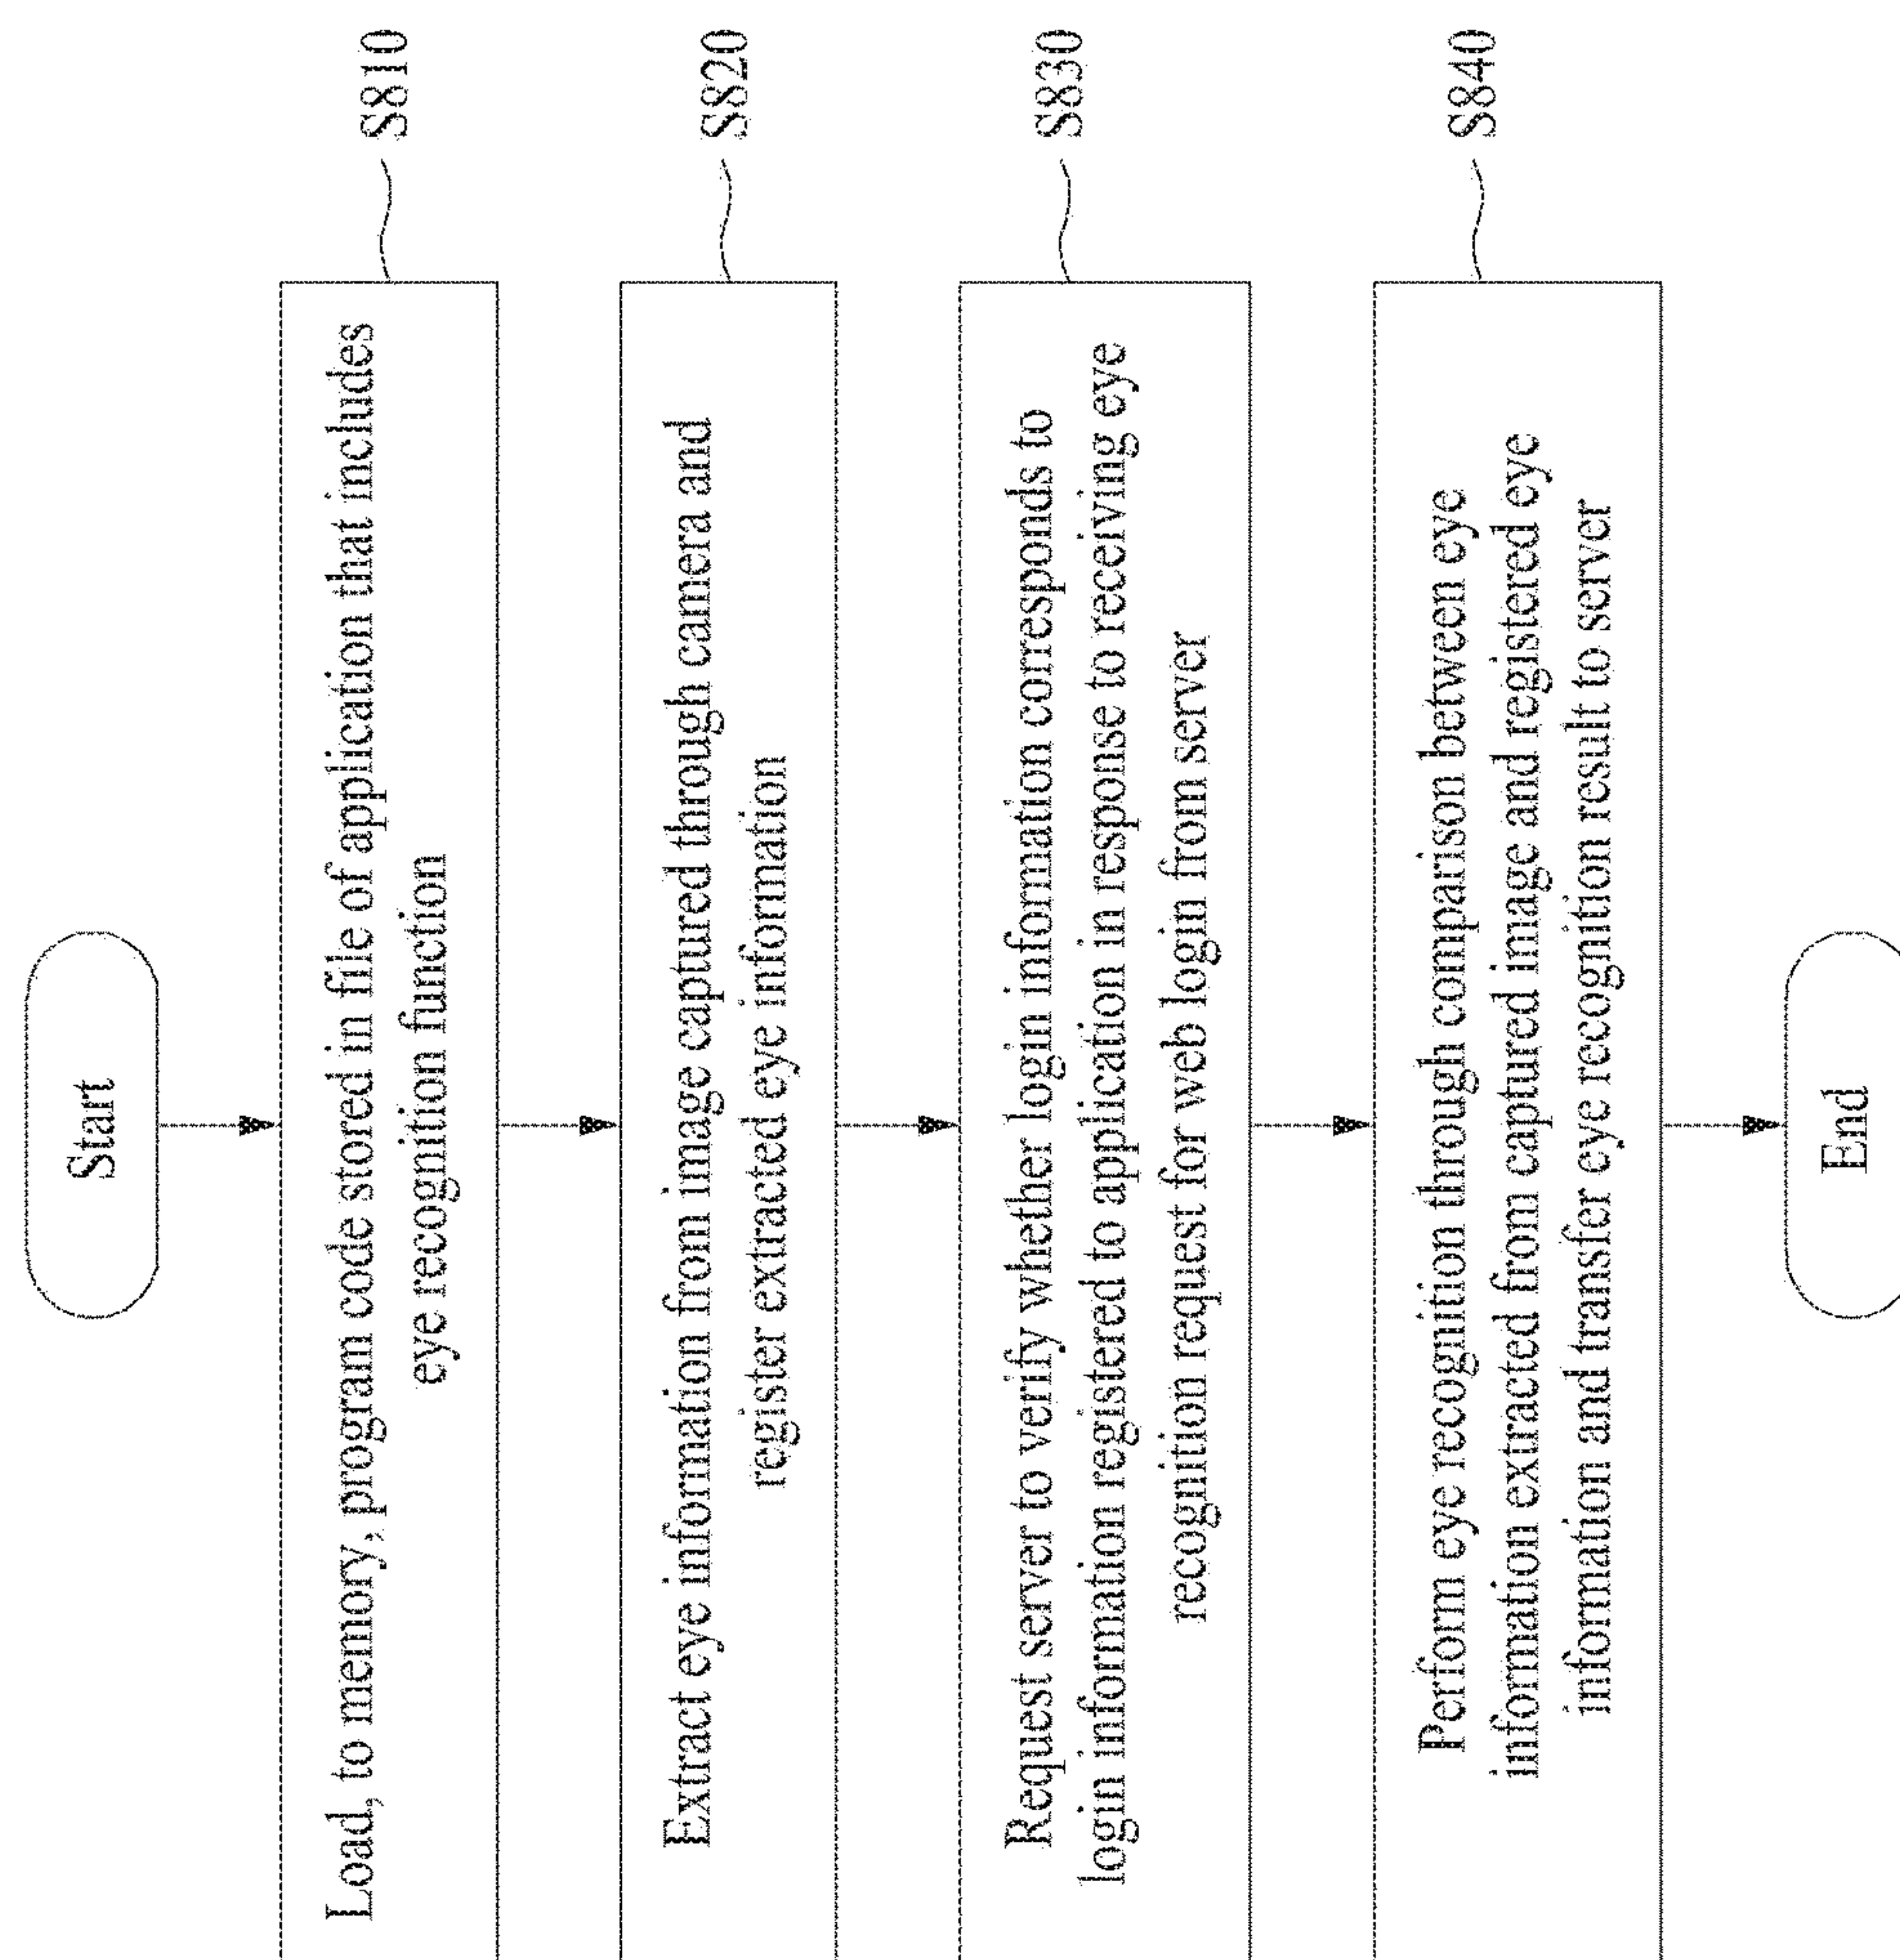 Start
S810
Load, to memory, program code stored in file of application that includes
eye recognition function
S820
Extract eye information from image captured through camera and
register extracted eye information
S830
Request server to verify whether login information corresponds to
login information registered to application in response to receiving eye
recognition request for web login from server
S840
Perform eye recognition through comparison between eye
information extracted from captured image and registered eye
information and transfer eye recognition result to server
End